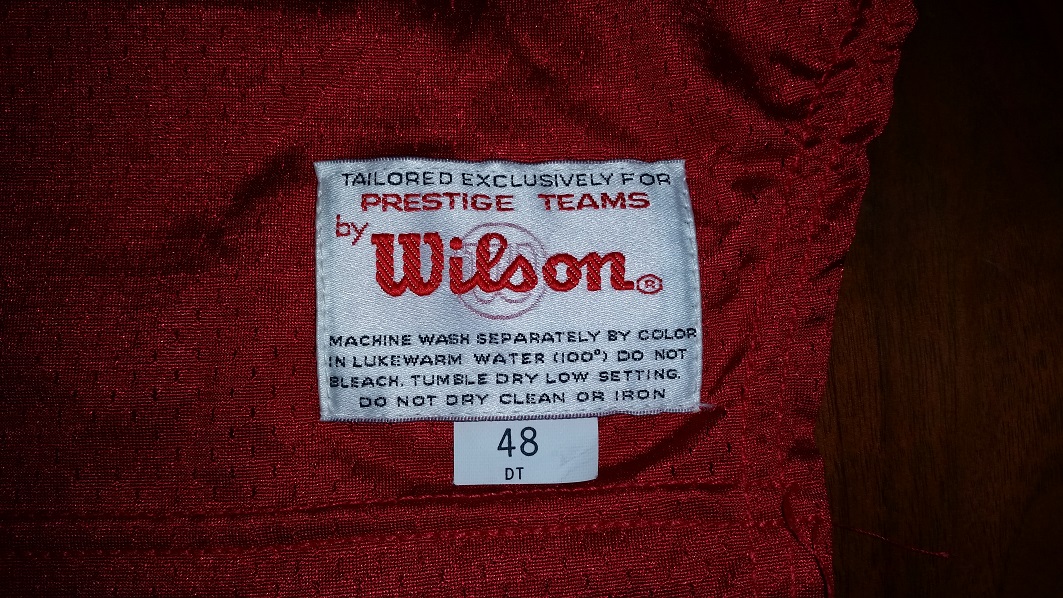 TAILORED EXCLUSIVELY FOR
PRESTIGE TEAMS
by Wilson®
MACHINE WASH SEPARATELY BY COLOR
IN LUKEWARM WATER (100°) DO NOT
BLEACH. TUMBLE DRY LOW SETTING.
DO NOT DRY CLEAN OR IRON
48
DT